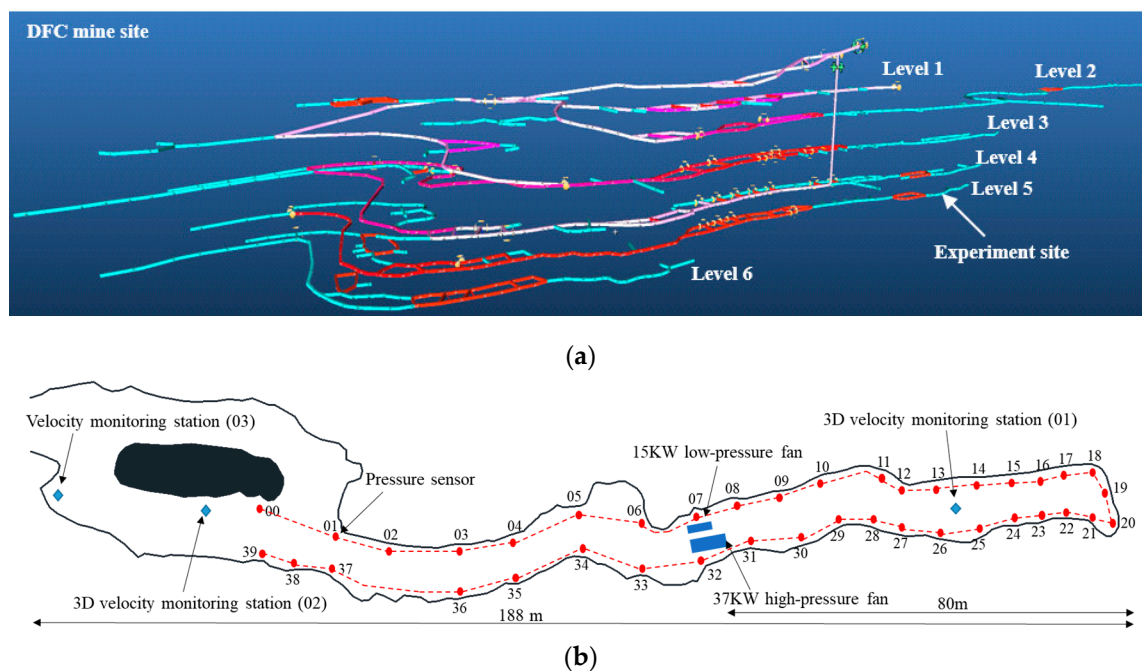 DFC mine site
Level 1
Level 2
Level 3
Level 4
Level 5
Experiment site
Level 6
(a)
Velocity monitoring station (03)
3D velocity monitoring station (01)
15KW low-pressure fan
Pressure sensor
00
01
02
03
04
05
06
07
08
09
10
11
12
13
14
15
16
17
18
19
20
21
22
23
24
25
26
27
28
29
30
31
32
33
34
35
36
37
38
39
3D velocity monitoring station (02)
37KW high-pressure fan
80m
188 m
(b)